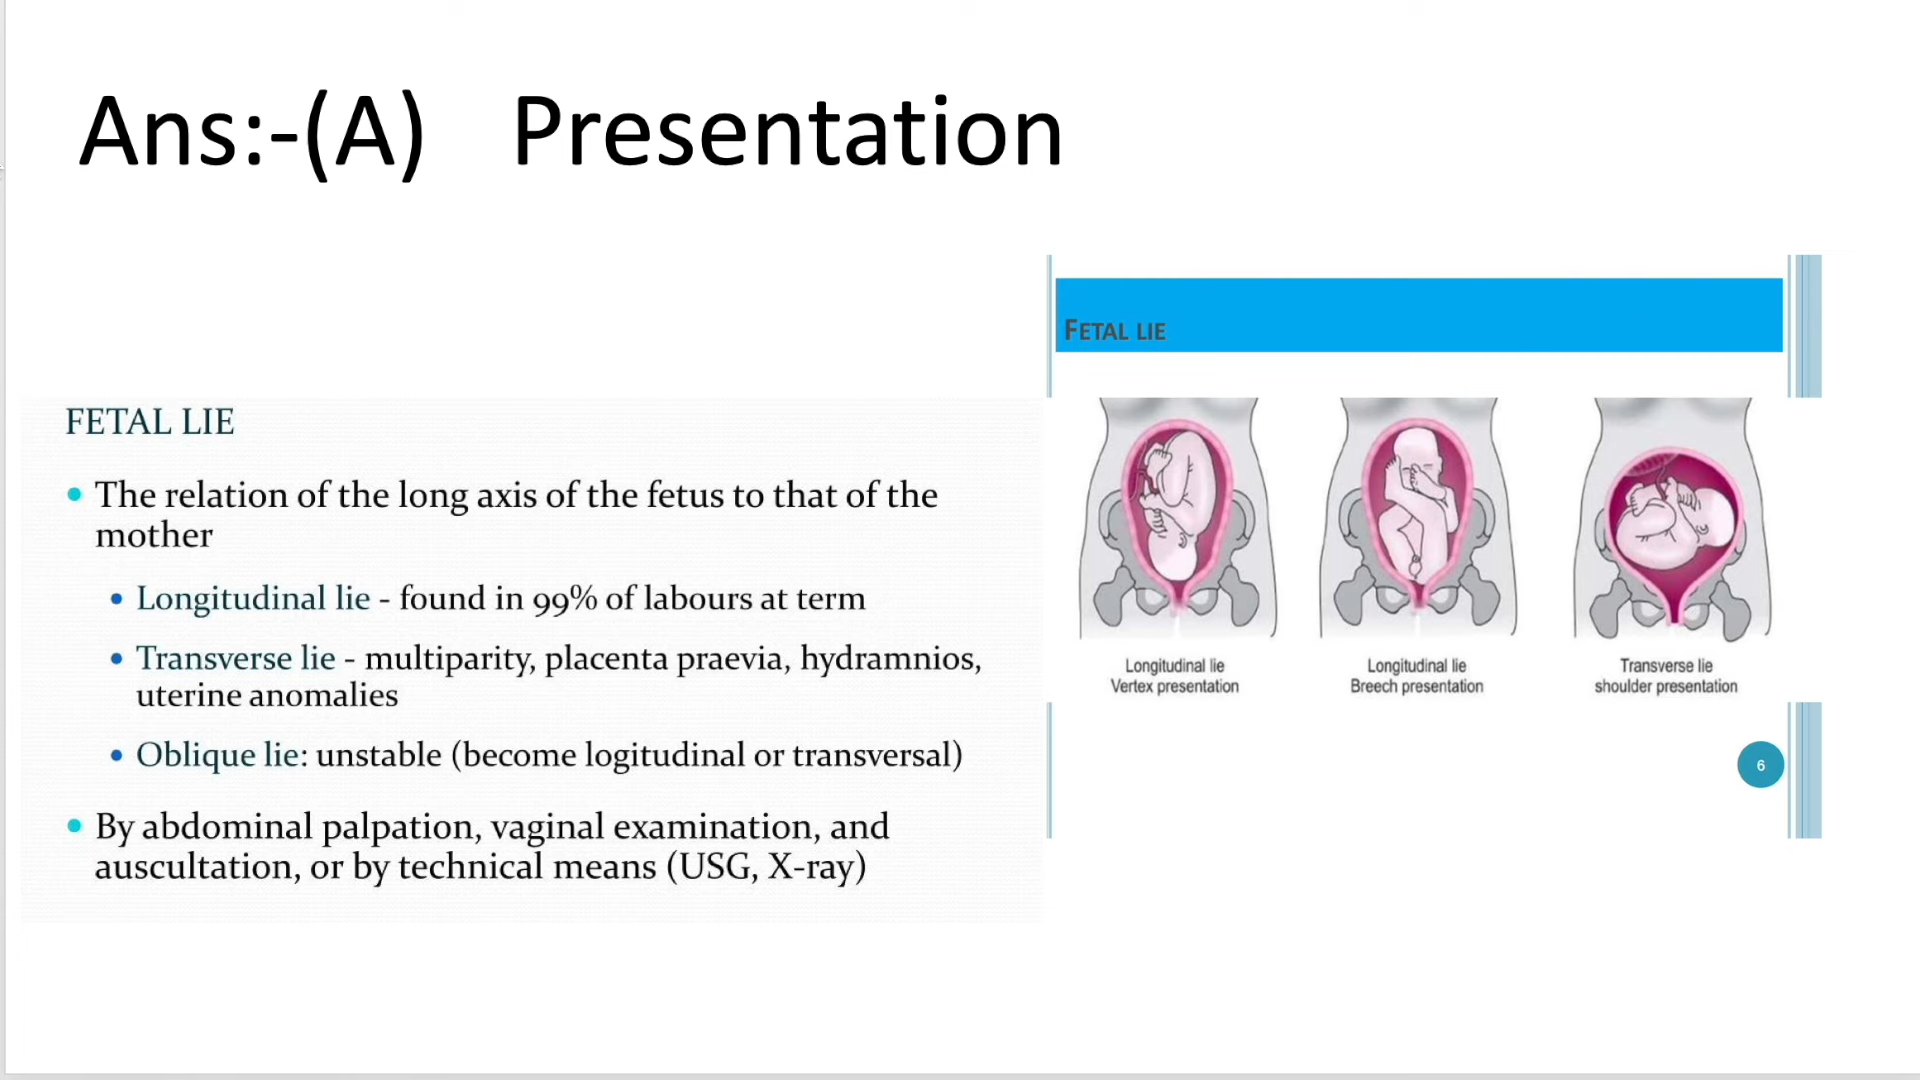 Ans:-(A) Presentation
FETAL LIE
The relation of the long axis of the fetus to that of the
mother
Longitudinal lie - found in 99% of labours at term
Transverse lie - multiparity, placenta praevia, hydramnios,
uterine anomalies
Oblique lie: unstable (become logitudinal or transversal)
By abdominal palpation, vaginal examination, and
auscultation, or by technical means (USG, X-ray)
FETAL LIE
Longitudinal lie
Vertex presentation
Longitudinal lie
Breech presentation
Transverse lie
shoulder presentation
6